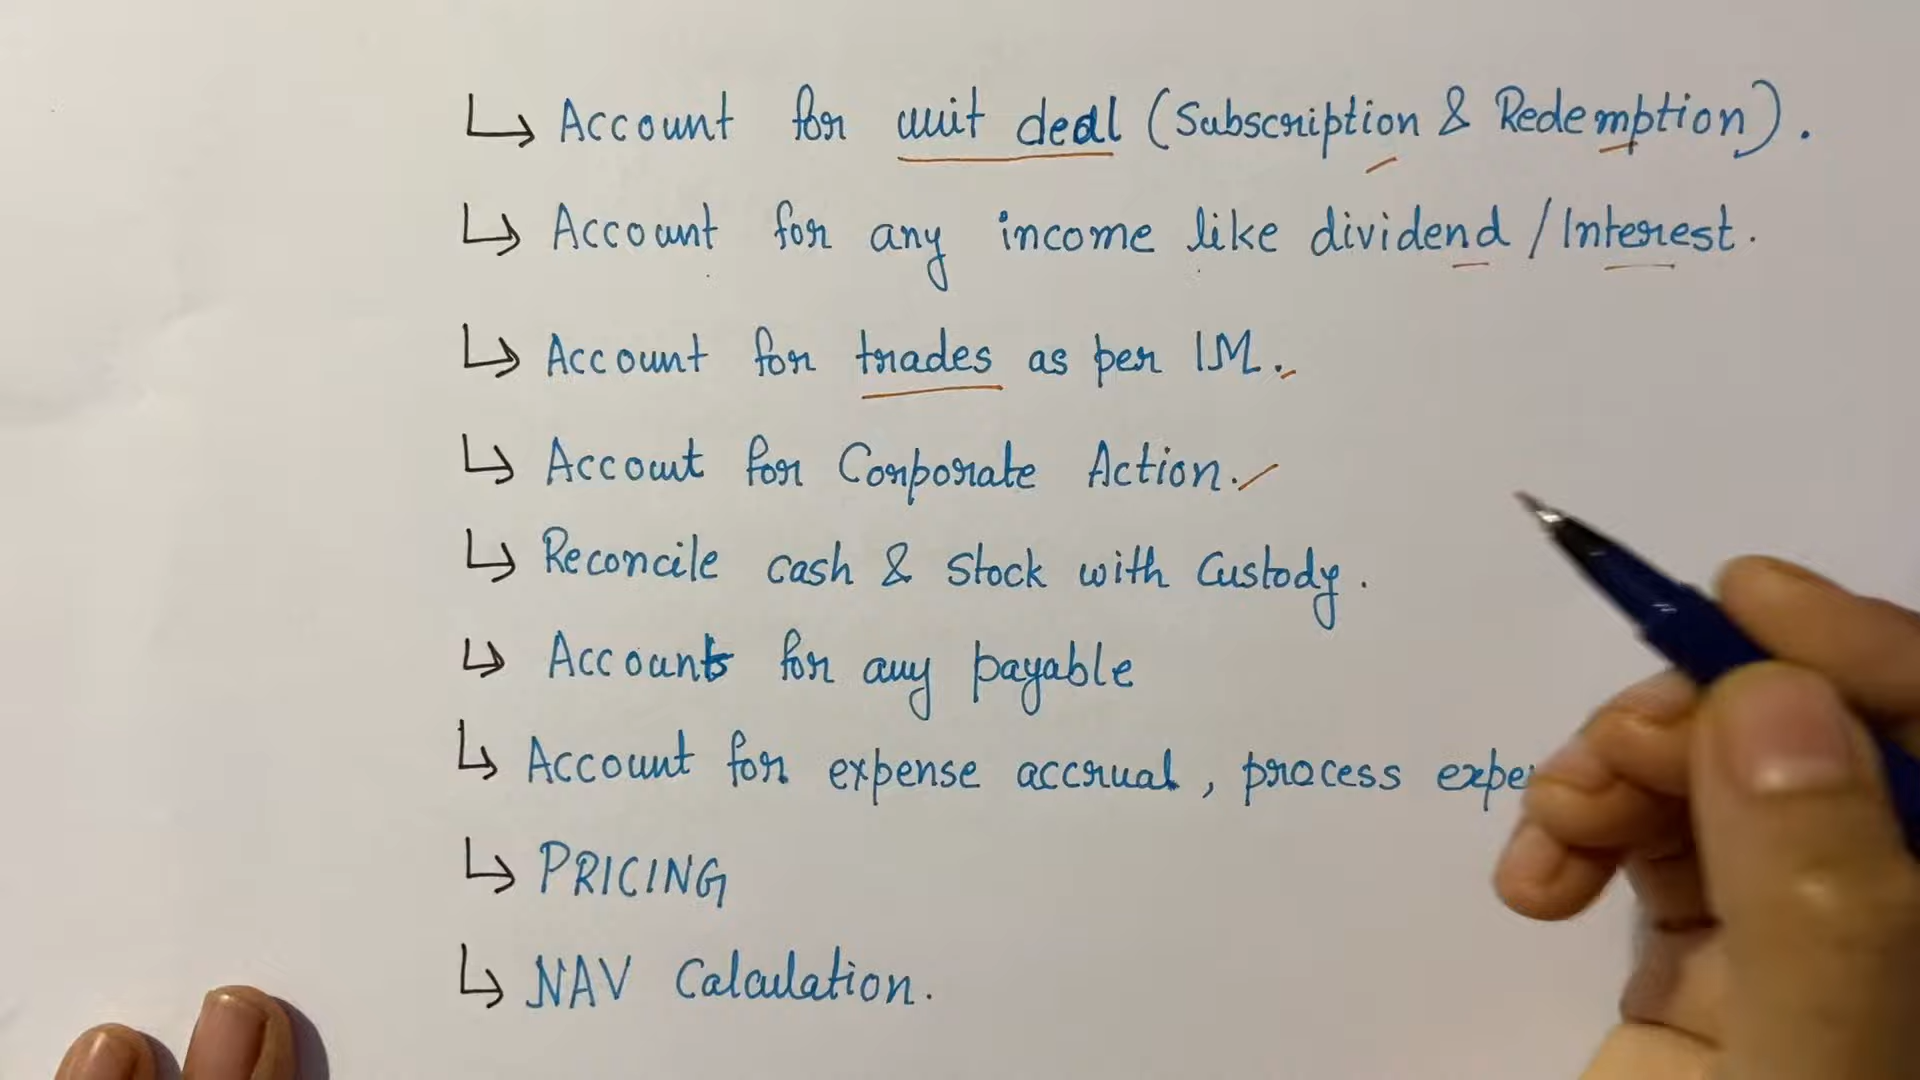 Account for unit deal (Subscription & Redemption).
Account for any income like dividend / Interest.
Account for trades as per IM.
Accout for Corporate Action.
Reconcile cash & Stock with Custody.
Accounts for any payable
Account for expense accrual, process
PRICING
NAV Calculation.